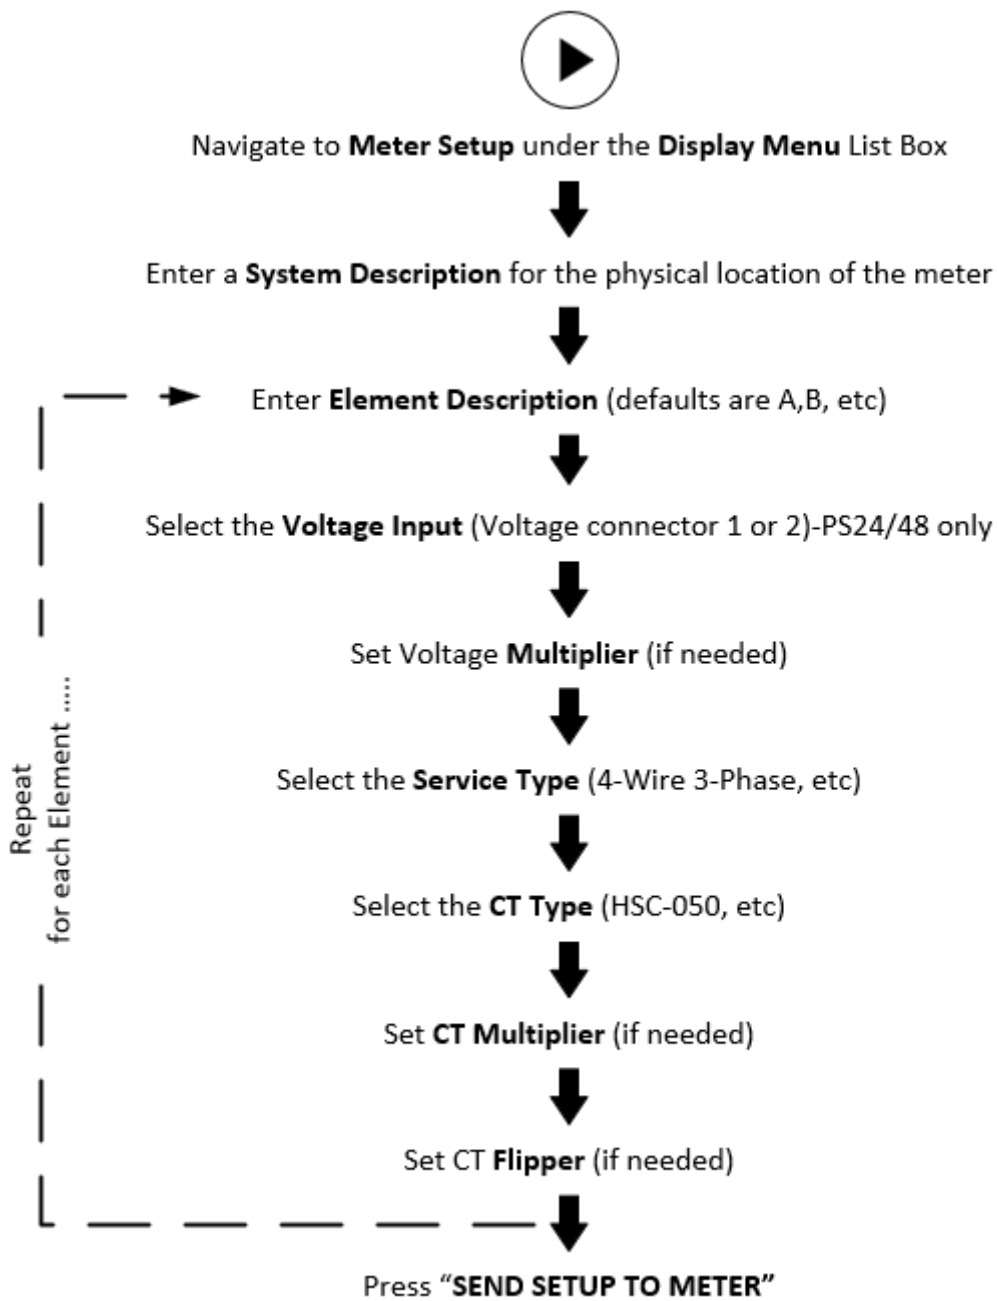 Navigate to Meter Setup under the Display Menu List Box
Enter a System Description for the physical location of the meter
Enter Element Description (defaults are A,B, etc)
Select the Voltage Input (Voltage connector 1 or 2)-PS24/48 only
Set Voltage Multiplier (if needed)
Select the Service Type (4-Wire 3-Phase, etc)
Select the CT Type (HSC-050, etc)
Set CT Multiplier (if needed)
Set CT Flipper (if needed)
Press “SEND SETUP TO METER”
Repeat
for each Element .....